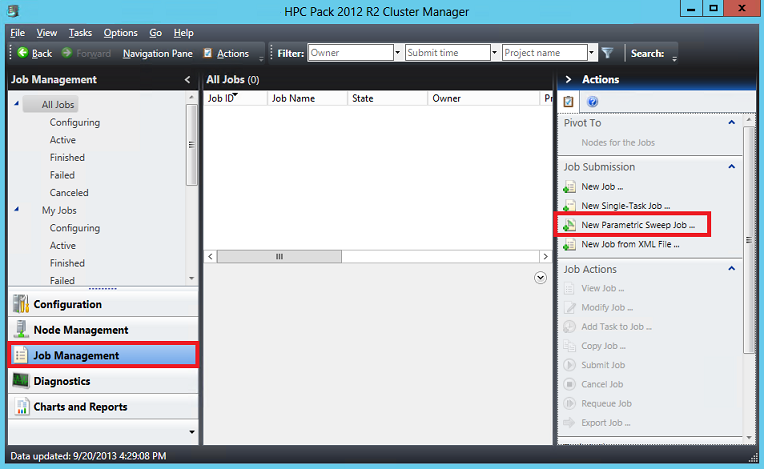 HPC Pack 2012 R2 Cluster Manager
File View Tasks Options Go Help
Back Forward Navigation Pane Actions Filter: Owner Submit time Project name Search:
Job Management
All Jobs
Configuring
Active
Finished
Failed
Canceled
My Jobs
Configuring
Active
Finished
Failed
Configuration
Node Management
Job Management
Diagnostics
Charts and Reports
All Jobs (0)
Job ID Job Name State Owner Pr
Actions
Pivot To
Nodes for the Jobs
Job Submission
New Job ...
New Single-Task Job ...
New Parametric Sweep Job ...
New Job from XML File ...
Job Actions
View Job ...
Modify Job ...
Add Task to Job ...
Copy Job ...
Submit Job
Cancel Job
Requeue Job
Export Job ...
Data updated: 9/20/2013 4:29:08 PM